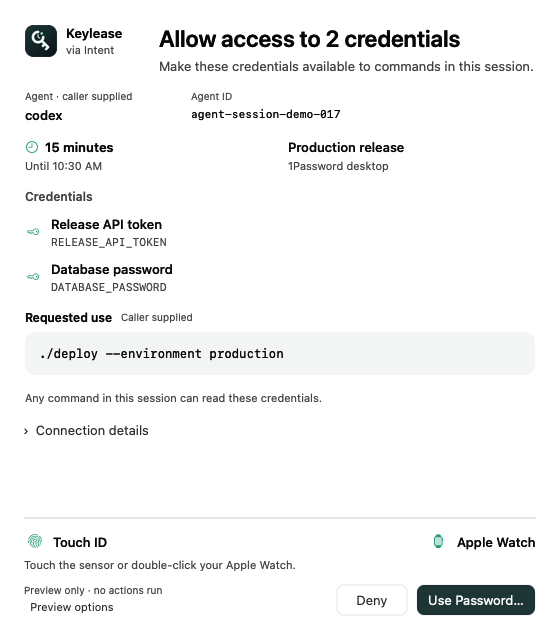 Keylease
via Intent
Allow access to 2 credentials
Make these credentials available to commands in this session.
Agent · caller supplied
Agent ID
codex
agent-session-demo-017
15 minutes
Production release
Until 10:30 AM
1Password desktop
Credentials
Release API token
RELEASE_API_TOKEN
Database password
DATABASE_PASSWORD
Requested use Caller supplied
./deploy --environment production
Any command in this session can read these credentials.
› Connection details
Touch ID
Apple Watch
Touch the sensor or double-click your Apple Watch.
Preview only · no actions run
Preview options
Deny
Use Password...